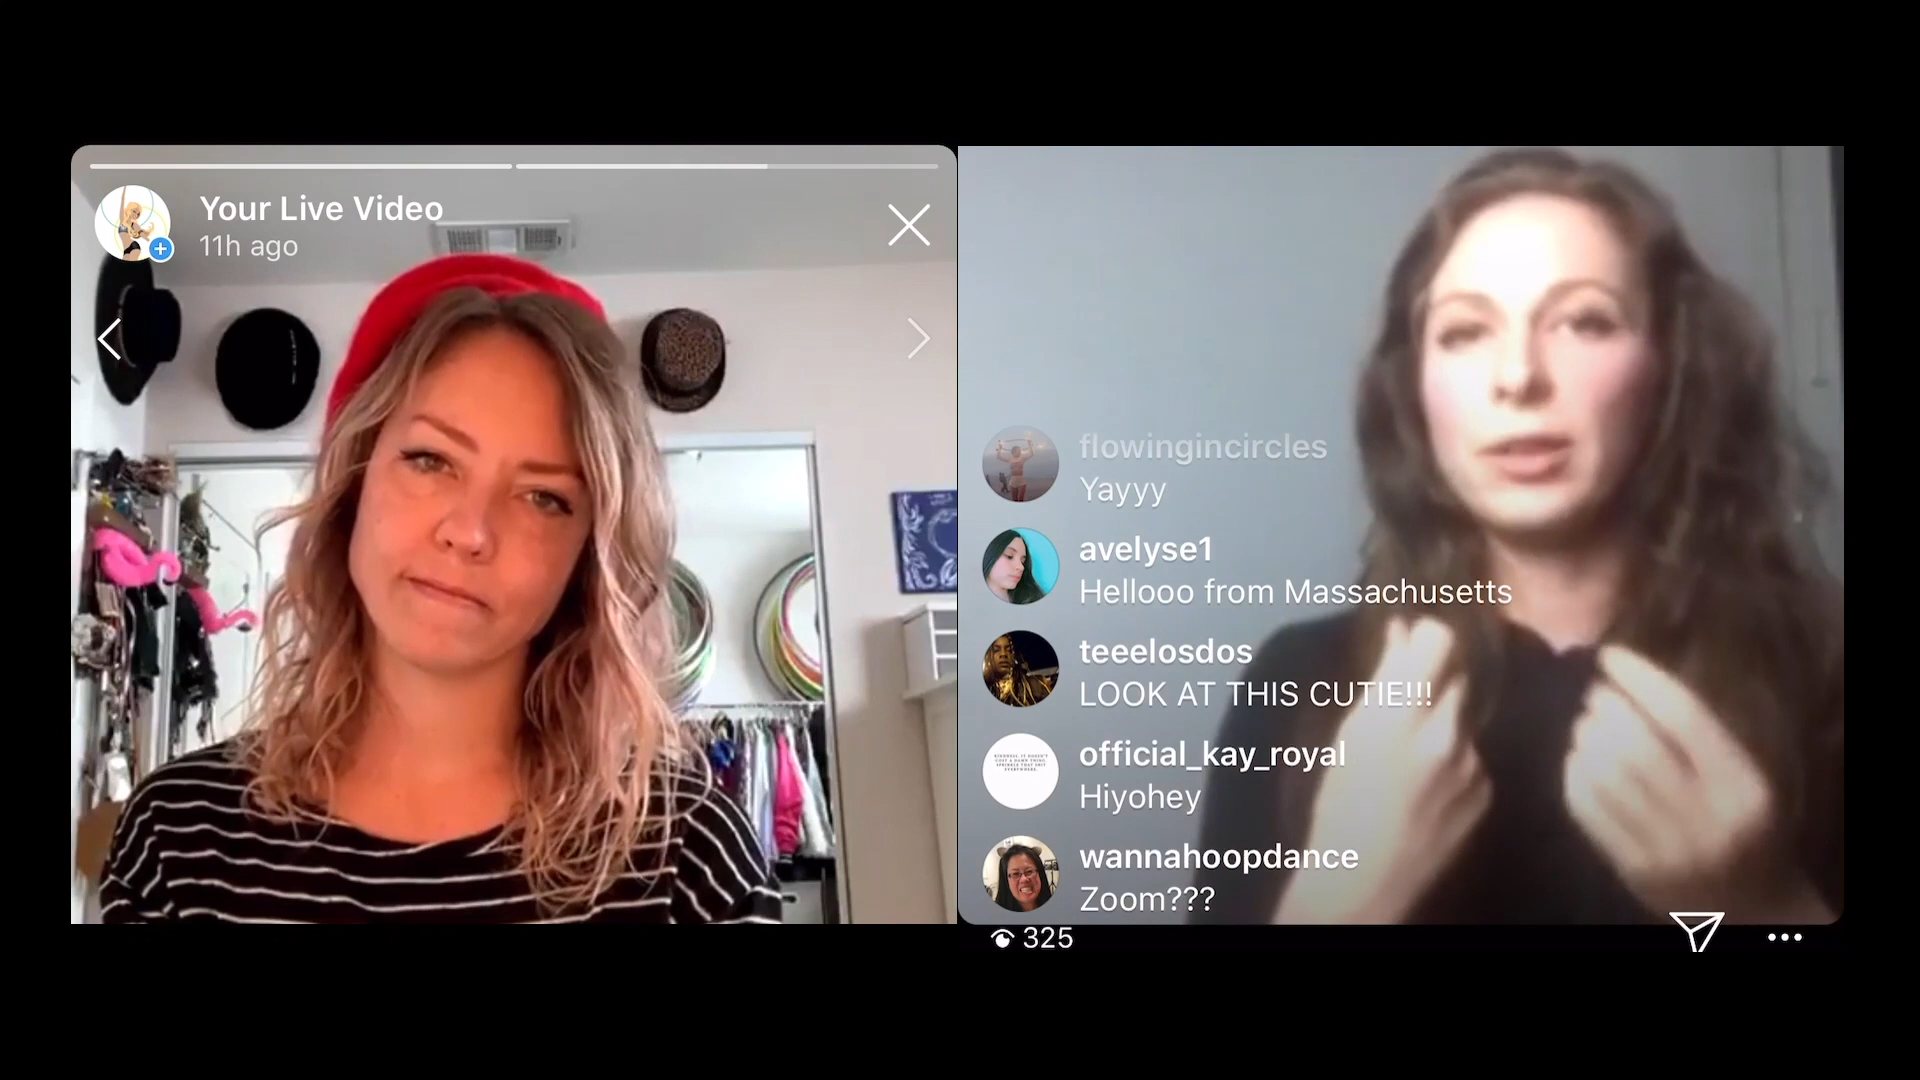 Your Live Video
11h ago
flowingincircles
Yayyy
avelyse1
Hellooo from Massachusetts
teeelosdos
LOOK AT THIS CUTIE!!!
official_kay_royal
Hiyohey
wannahoopdance
Zoom???
325